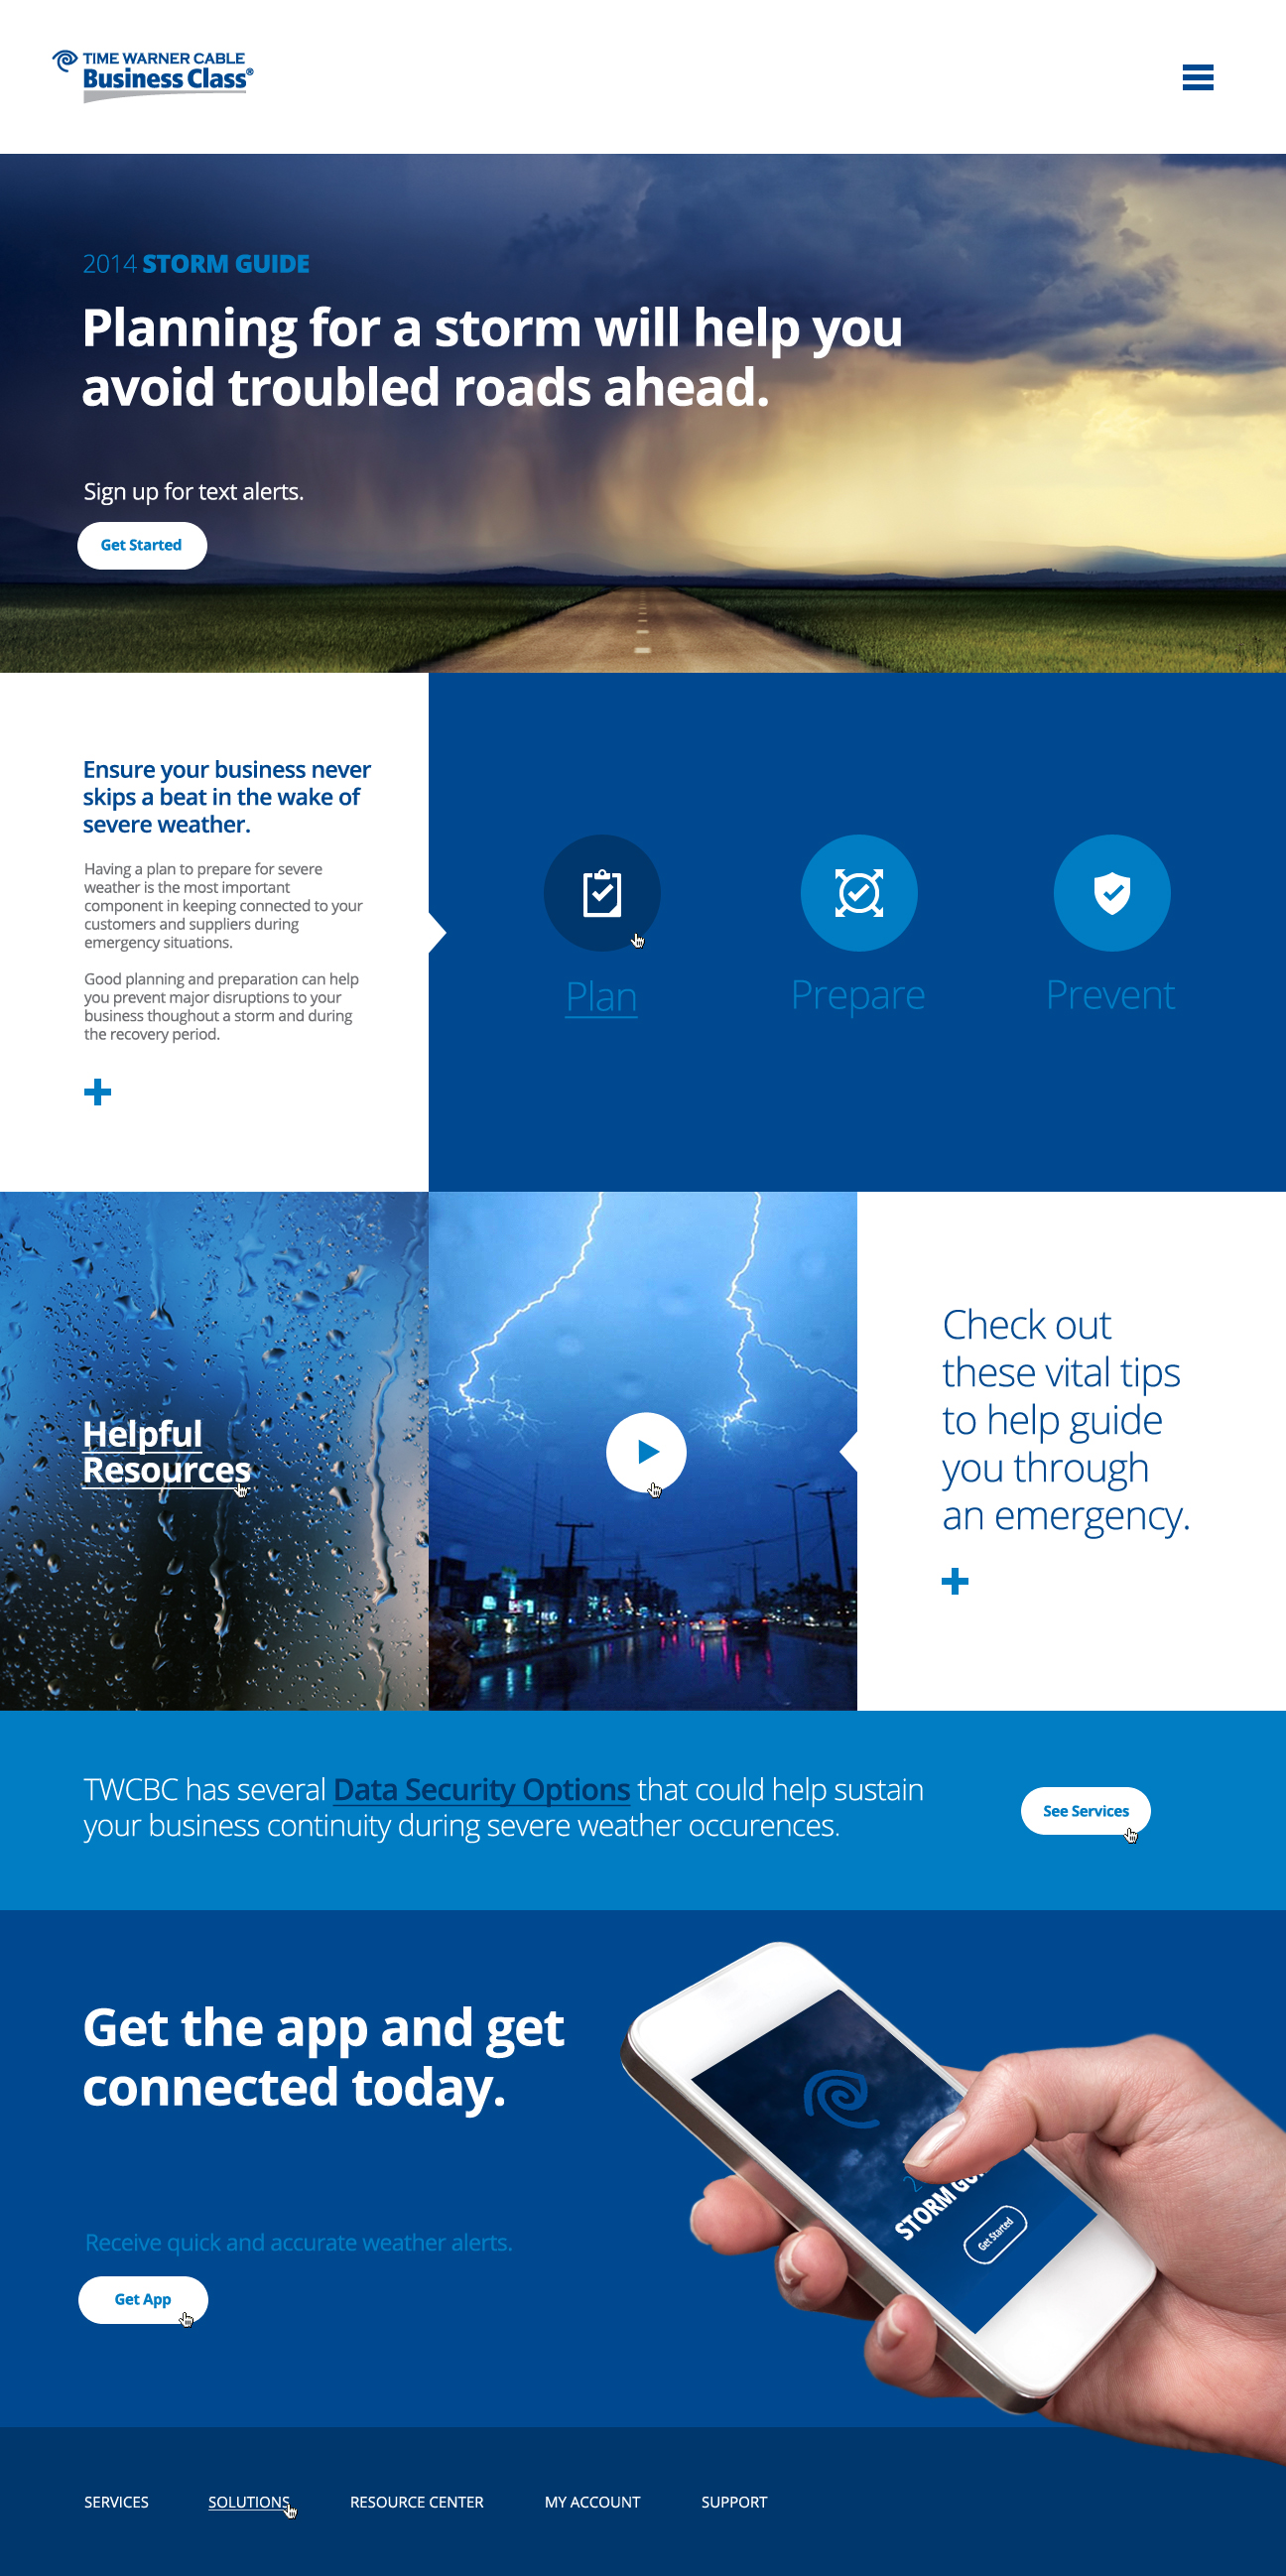 TIME WARNER CABLE
Business Class®
2014 STORM GUIDE
Planning for a storm will help you
avoid troubled roads ahead.
Sign up for text alerts.
Get Started
Ensure your business never
skips a beat in the wake of
severe weather.
Having a plan to prepare for severe
weather is the most important
component in keeping connected to your
customers and suppliers during
emergency situations.
Good planning and preparation can help
you prevent major disruptions to your
business thoughout a storm and during
the recovery period.
Plan
Prepare
Prevent
Helpful
Resources
Check out
these vital tips
to help guide
you through
an emergency.
TWCBC has several Data Security Options that could help sustain
your business continuity during severe weather occurences.
See Services
Get the app and get
connected today.
Receive quick and accurate weather alerts.
Get App
STORM
Get Started
SERVICES
SOLUTIONS
RESOURCE CENTER
MY ACCOUNT
SUPPORT